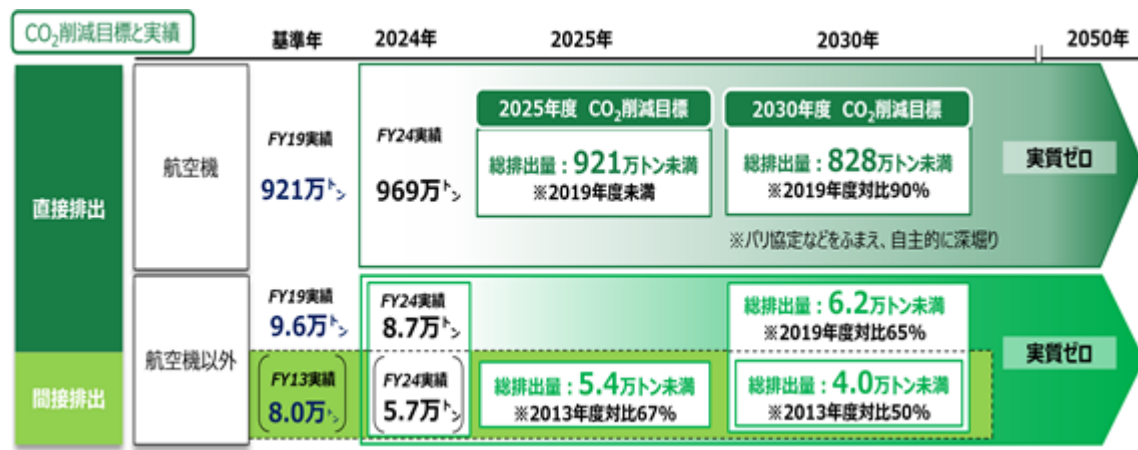 CO₂削減目標と実績
基準年
2024年
2025年
2030年
2050年
直接排出
航空機
FY19実績
921万トン
FY24実績
969万トン
2025年度 CO₂削減目標
総排出量：921万トン未満
※2019年度未満
2030年度 CO₂削減目標
総排出量：828万トン未満
※2019年度対比90%
※パリ協定などをふまえ、自主的に深堀り
実質ゼロ
航空機以外
FY19実績
9.6万トン
FY24実績
8.7万トン
総排出量：6.2万トン未満
※2019年度対比65%
実質ゼロ
間接排出
FY13実績
8.0万トン
FY24実績
5.7万トン
総排出量：5.4万トン未満
※2013年度対比67%
総排出量：4.0万トン未満
※2013年度対比50%